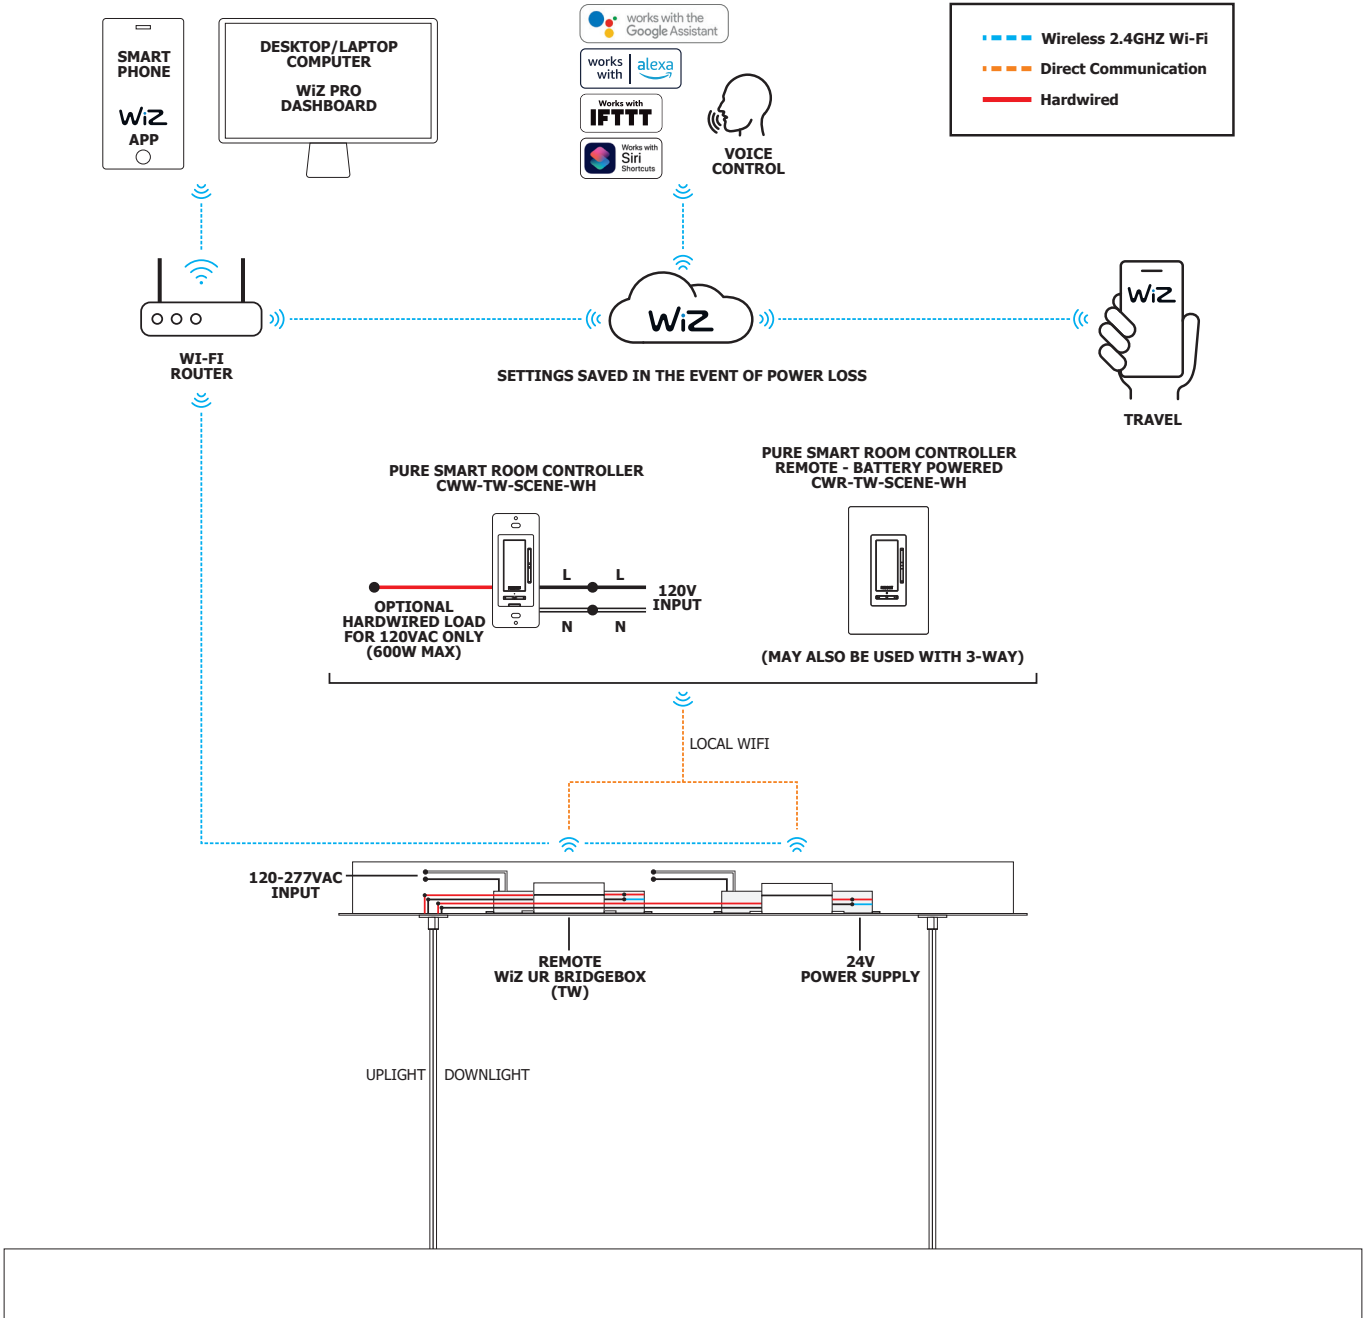 SMART
PHONE
WiZ
APP
DESKTOP/LAPTOP
COMPUTER
WiZ PRO
DASHBOARD
works with the
Google Assistant
works
with
alexa
Works with
IFTTT
Works with
Siri
Shortcuts
VOICE
CONTROL
Wireless 2.4GHZ Wi-Fi
Direct Communication
Hardwired
WI-FI
ROUTER
WiZ
SETTINGS SAVED IN THE EVENT OF POWER LOSS
WiZ
TRAVEL
PURE SMART ROOM CONTROLLER
CWW-TW-SCENE-WH
L
L
120V
INPUT
N
N
OPTIONAL
HARDWIRED LOAD
FOR 120VAC ONLY
(600W MAX)
PURE SMART ROOM CONTROLLER
REMOTE - BATTERY POWERED
CWR-TW-SCENE-WH
(MAY ALSO BE USED WITH 3-WAY)
LOCAL WIFI
120-277VAC
INPUT
REMOTE
WiZ UR BRIDGEBOX
(TW)
24V
POWER SUPPLY
UPLIGHT
DOWNLIGHT